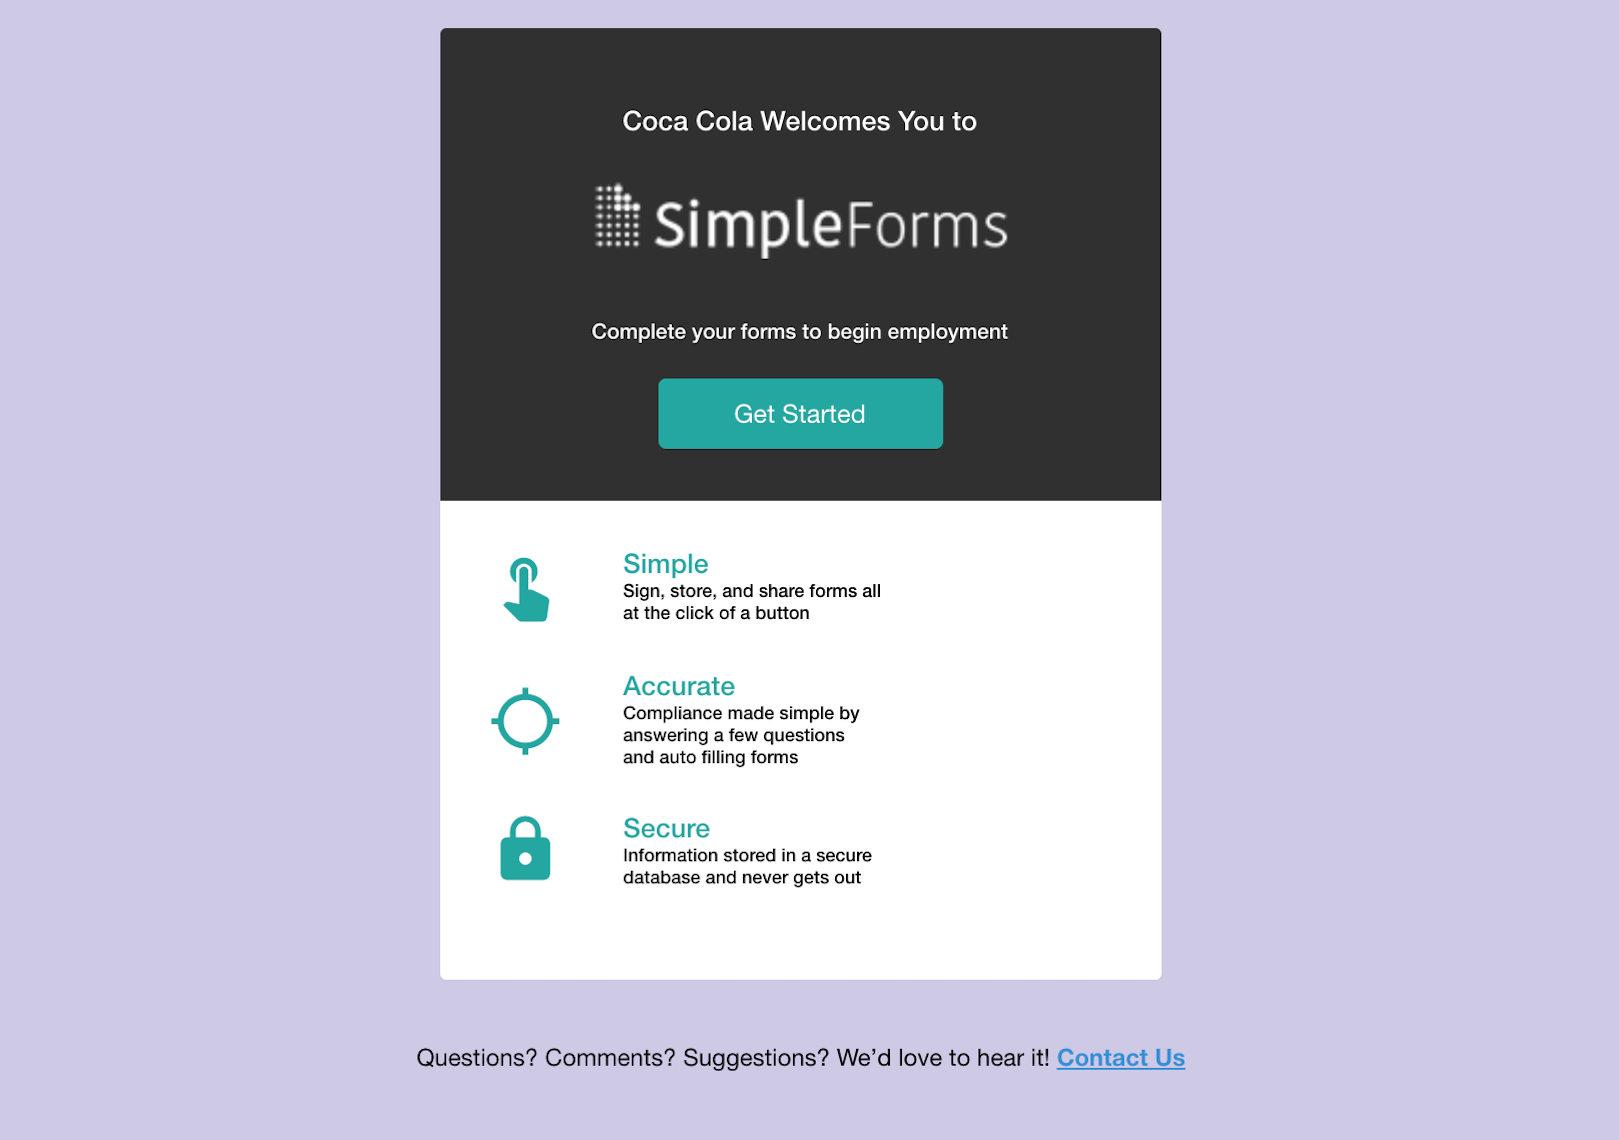 Coca Cola Welcomes You to
SimpleForms
Complete your forms to begin employment
Get Started
Simple
Sign, store, and share forms all
at the click of a button
Accurate
Compliance made simple by
answering a few questions
and auto filling forms
Secure
Information stored in a secure
database and never gets out
Questions? Comments? Suggestions? We’d love to hear it! Contact Us